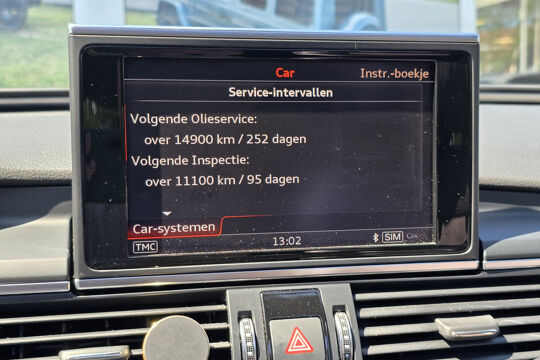 Car
Instr.-boekje
Service-intervallen
Volgende Olieservice:
over 14900 km / 252 dagen
Volgende Inspectie:
over 11100 km / 95 dagen
Car-systemen
TMC 13:02 SIM